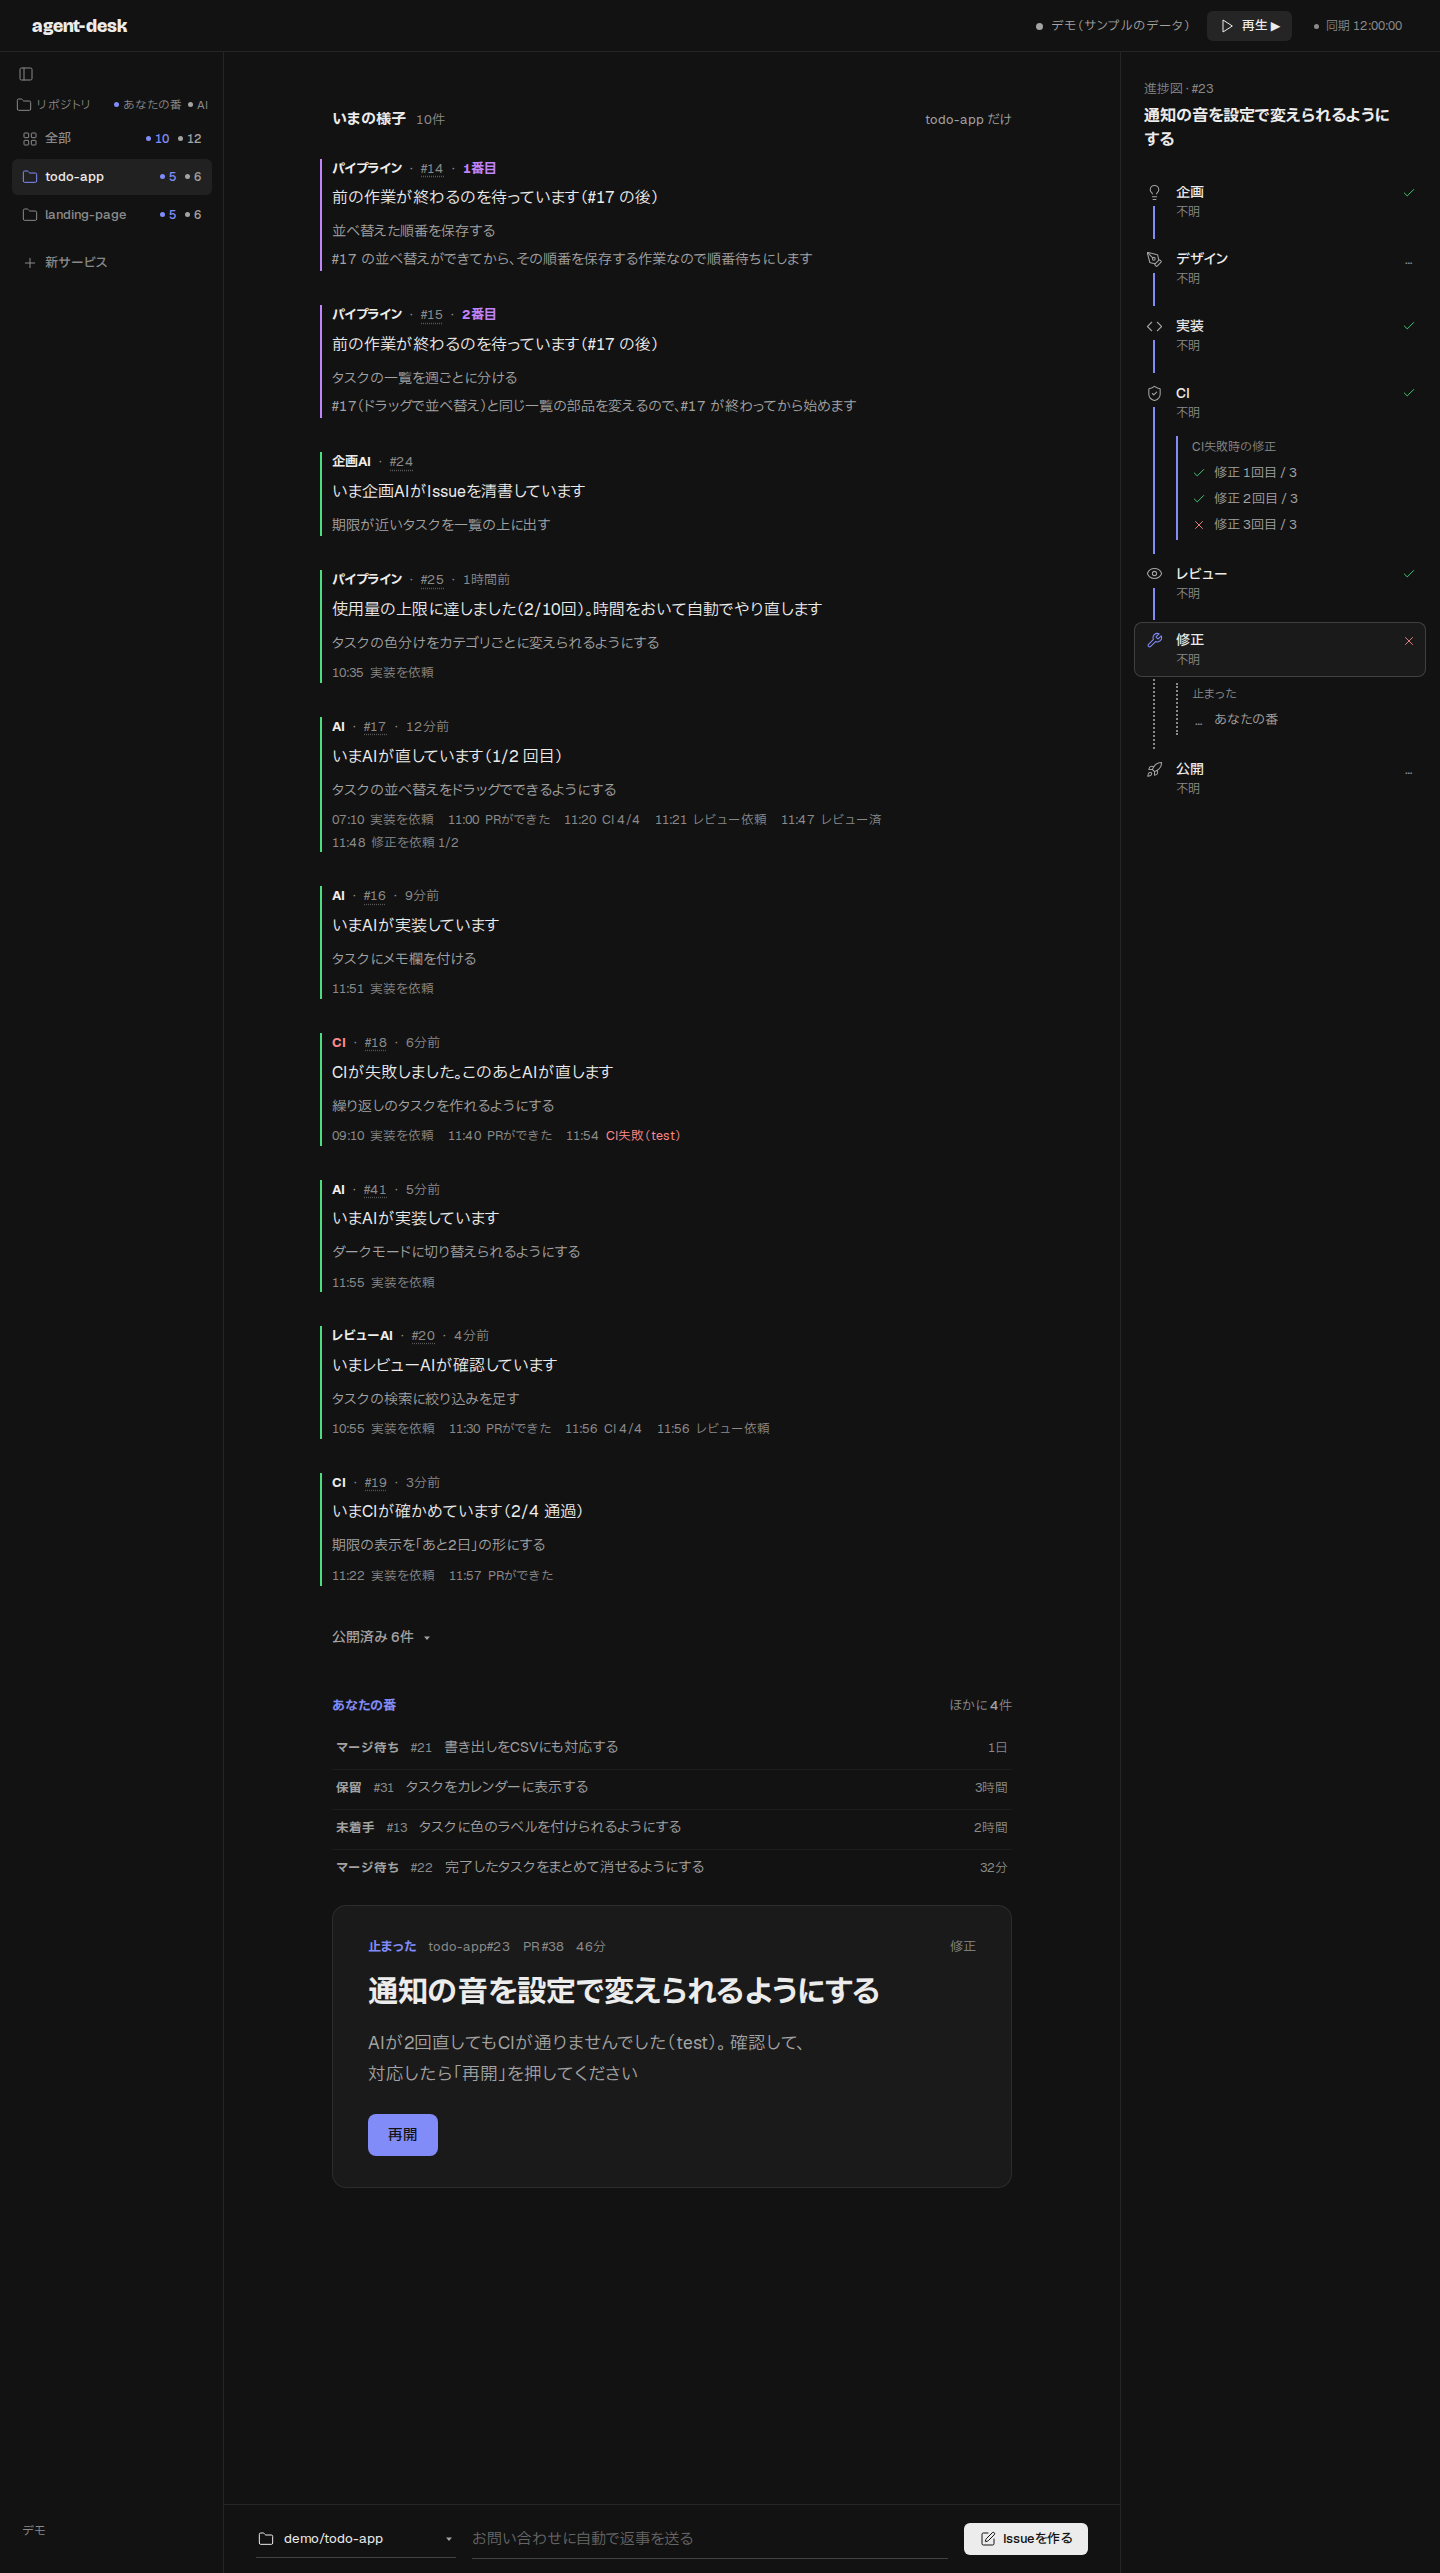 agent-desk
デモ（サンプルのデータ）
再生 ▶
同期 12:00:00
リポジトリ あなたの番 AI
全部 10 12
todo-app 5 6
landing-page 5 6
新サービス
デモ
いまの様子 10件
todo-app だけ
パイプライン · #14 · 1番目
前の作業が終わるのを待っています（#17 の後）
並べ替えた順番を保存する
#17 の並べ替えができてから、その順番を保存する作業なので順番待ちにします
パイプライン · #15 · 2番目
前の作業が終わるのを待っています（#17 の後）
タスクの一覧を週ごとに分ける
#17（ドラッグで並べ替え）と同じ一覧の部品を変えるので、#17 が終わってから始めます
企画AI · #24
いま企画AIがIssueを清書しています
期限が近いタスクを一覧の上に出す
パイプライン · #25 · 1時間前
使用量の上限に達しました（2/10回）。時間をおいて自動でやり直します
タスクの色分けをカテゴリごとに変えられるようにする
10:35 実装を依頼
AI · #17 · 12分前
いまAIが直しています（1/2 回目）
タスクの並べ替えをドラッグでできるようにする
07:10 実装を依頼 11:00 PRができた 11:20 CI 4/4 11:21 レビュー依頼 11:47 レビュー済
11:48 修正を依頼 1/2
AI · #16 · 9分前
いまAIが実装しています
タスクにメモ欄を付ける
11:51 実装を依頼
CI · #18 · 6分前
CIが失敗しました。このあとAIが直します
繰り返しのタスクを作れるようにする
09:10 実装を依頼 11:40 PRができた 11:54 CI失敗（test）
AI · #41 · 5分前
いまAIが実装しています
ダークモードに切り替えられるようにする
11:55 実装を依頼
レビューAI · #20 · 4分前
いまレビューAIが確認しています
タスクの検索に絞り込みを足す
10:55 実装を依頼 11:30 PRができた 11:56 CI 4/4 11:56 レビュー依頼
CI · #19 · 3分前
いまCIが確かめています（2/4 通過）
期限の表示を「あと2日」の形にする
11:22 実装を依頼 11:57 PRができた
公開済み 6件
あなたの番
ほかに 4件
マージ待ち #21 書き出しをCSVにも対応する 1日
保留 #31 タスクをカレンダーに表示する 3時間
未着手 #13 タスクに色のラベルを付けられるようにする 2時間
マージ待ち #22 完了したタスクをまとめて消せるようにする 32分
止まった todo-app#23 PR #38 46分 修正
通知の音を設定で変えられるようにする
AIが2回直してもCIが通りませんでした（test）。確認して、
対応したら「再開」を押してください
再開
demo/todo-app
お問い合わせに自動で返事を送る
Issueを作る
進捗図 · #23
通知の音を設定で変えられるように
する
企画
不明
デザイン ...
不明
実装
不明
CI
不明
CI失敗時の修正
修正 1回目 / 3
修正 2回目 / 3
修正 3回目 / 3
レビュー
不明
修正
不明
止まった
... あなたの番
公開 ...
不明